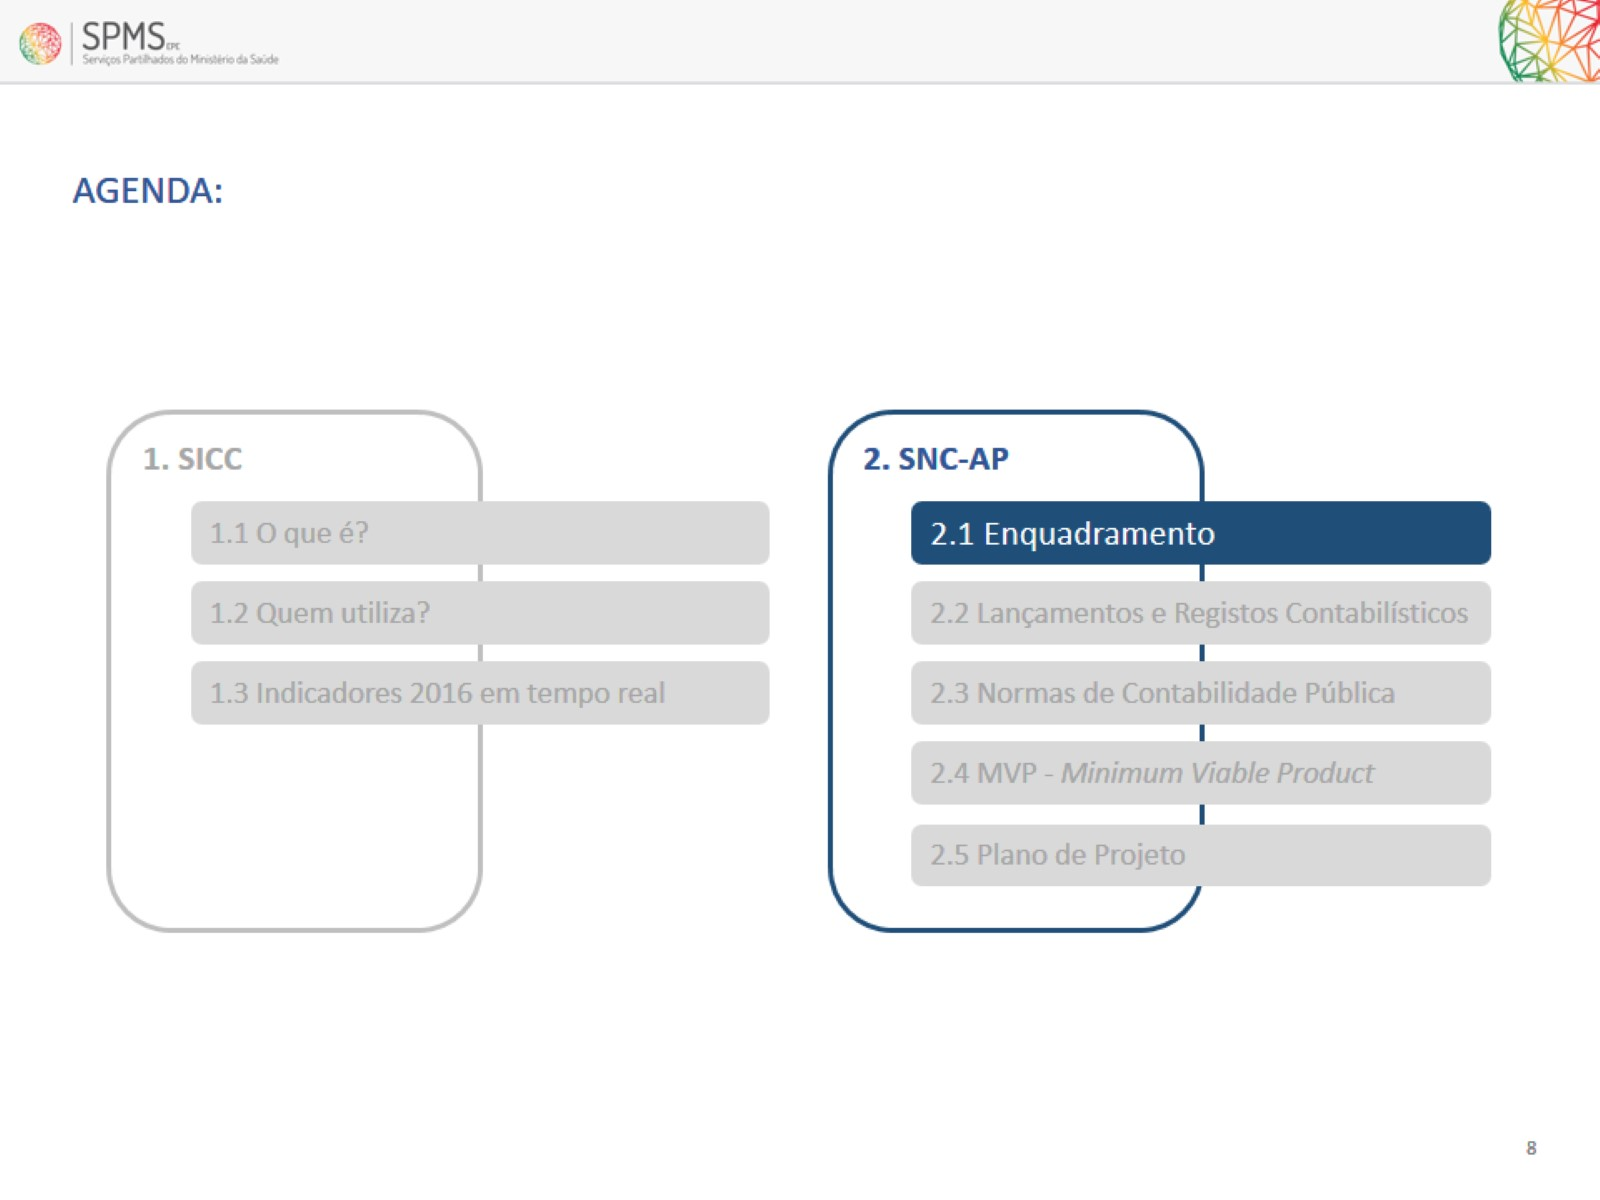 SPMS EPE
Serviços Partilhados do Ministério da Saúde
AGENDA:
1. SICC
1.1 O que é?
1.2 Quem utiliza?
1.3 Indicadores 2016 em tempo real
2. SNC-AP
2.1 Enquadramento
2.2 Lançamentos e Registos Contabilísticos
2.3 Normas de Contabilidade Pública
2.4 MVP - Minimum Viable Product
2.5 Plano de Projeto
8